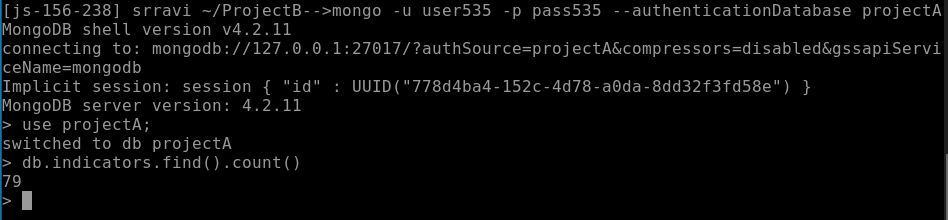 [js-156-238] srravi ~/ProjectB-->mongo -u user535 -p pass535 --authenticationDatabase projectA
MongoDB shell version v4.2.11
connecting to: mongodb://127.0.0.1:27017/?authSource=projectA&compressors=disabled&gssapiServi
ceName=mongodb
Implicit session: session { "id" : UUID("778d4ba4-152c-4d78-a0da-8dd32f3fd58e") }
MongoDB server version: 4.2.11
> use projectA;
switched to db projectA
> db.indicators.find().count()
79
>